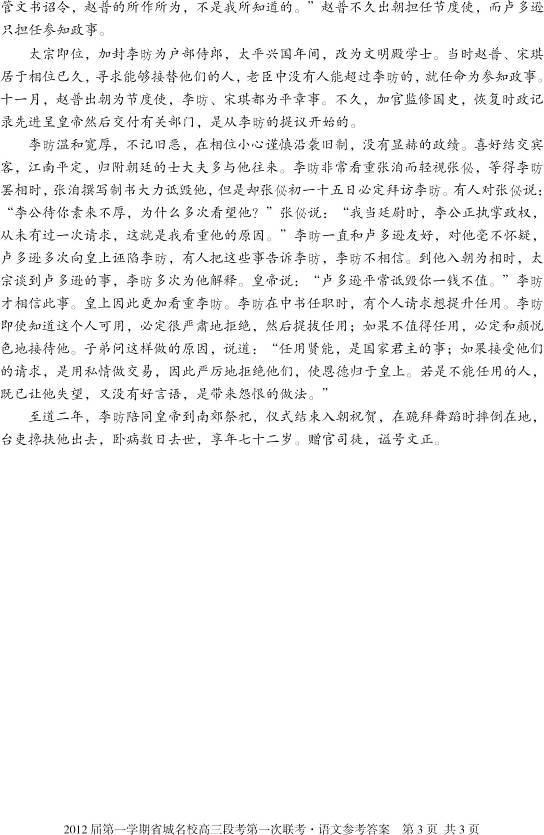 管文书诏令，赵普的所作所为，不是我所知道的。”赵普不久出朝担任节度使，而卢多逊
只担任参知政事。
太宗即位，加封李昉为户部侍郎，太平兴国年间，改为文明殿学士。当时赵普、宋琪
居于相位已久，寻求能够接替他们的人，老臣中没有人能超过李昉的，就任命为参知政事。
十一月，赵普出朝为节度使，李昉、宋琪都为平章事。不久，加官监修国史，恢复时政记
录先进呈皇帝然后交付有关部门，是从李昉的提议开始的。
李昉温和宽厚，不记旧恶，在相位小心谨慎沿袭旧制，没有显赫的政绩。喜好结交宾
客，江南平定，归附朝廷的士大夫多与他往来。李昉非常看重张洎而轻视张佖，等得李昉
罢相时，张洎撰写制书大力诋毁他，但是却张佖初一十五日必定拜访李昉。有人对张佖说：
“李公待你素来不厚，为什么多次看望他？”张佖说：“我当廷尉时，李公正执掌政权，
从未有过一次请求，这就是我看重他的原因。”李昉一直和卢多逊友好，对他毫不怀疑，
卢多逊多次向皇上诬陷李昉，有人把这些事告诉李昉，李昉不相信。到他入朝为相时，太
宗谈到卢多逊的事，李昉多次为他解释。皇帝说：“卢多逊平常诋毁你一钱不值。”李昉
才相信此事。皇上因此更加看重李昉。李昉在中书任职时，有个人请求想提升任用。李昉
即使知道这个人可用，必定很严肃地拒绝，然后提拔任用；如果不值得任用，必定和颜悦
色地接待他。子弟问这样做的原因，说道：“任用贤能，是国家君主的事；如果接受他们
的请求，是用私情做交易，因此严厉地拒绝他们，使恩德归于皇上。若是不能任用的人，
既已让他失望，又没有好言语，是带来怨恨的做法。”
至道二年，李昉陪同皇帝到南郊祭祀，仪式结束入朝祝贺，在跪拜舞蹈时摔倒在地，
台吏搀扶他出去，卧病数日去世，享年七十二岁。赠官司徒，谥号文正。
2012 届第一学期省城名校高三段考第一次联考·语文参考答案 第 3 页 共 3 页